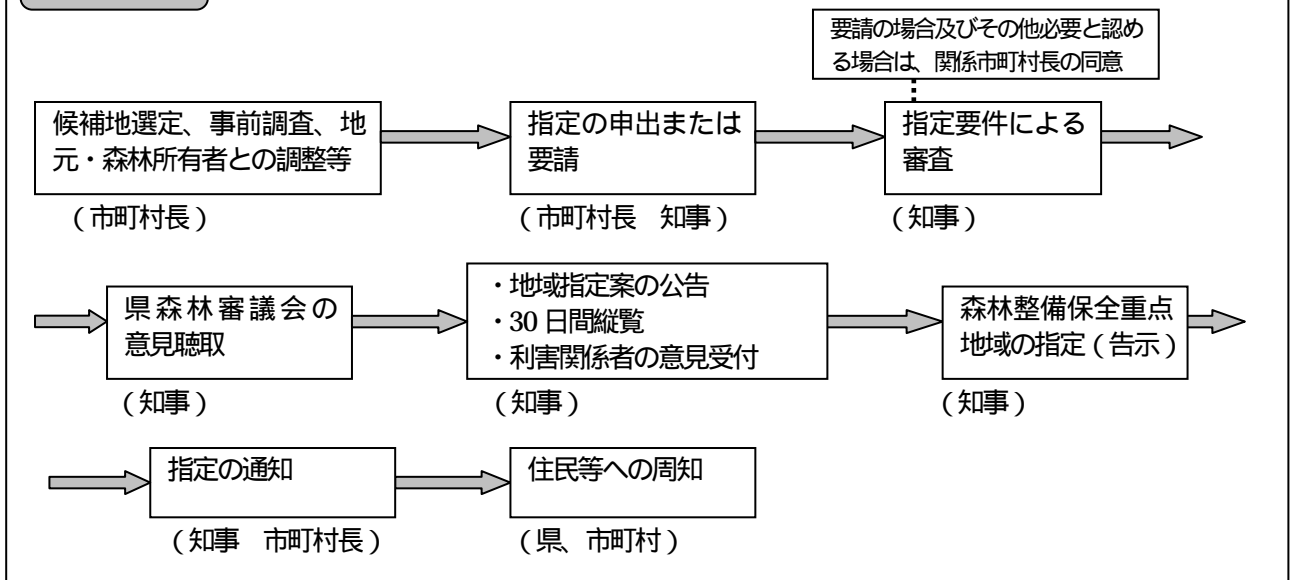 要請の場合及びその他必要と認め
る場合は、関係市町村長の同意
候補地選定、事前調査、地
元・森林所有者との調整等
(市町村長)
指定の申出または
要請
(市町村長　知事)
指定要件による
審査
(知事)
県森林審議会の
意見聴取
(知事)
・地域指定案の公告
・30日間縦覧
・利害関係者の意見受付
(知事)
森林整備保全重点
地域の指定(告示)
(知事)
指定の通知
(知事　市町村長)
住民等への周知
(県、市町村)